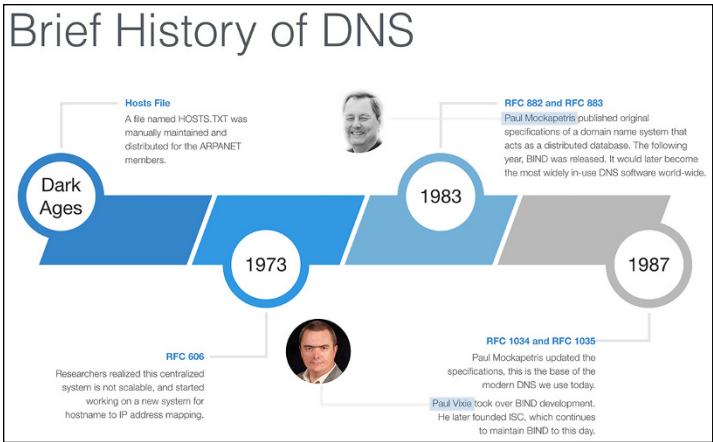 Brief History of DNS
Hosts File
A file named HOSTS.TXT was
manually maintained and
distributed for the ARPANET
members.
RFC 882 and RFC 883
Paul Mockapetris published original
specifications of a domain name system that
acts as a distributed database. The following
year, BIND was released. It would later become
the most widely in-use DNS software world-wide.
Dark
Ages
1983
1973
1987
RFC 606
Researchers realized this centralized
system is not scalable, and started
working on a new system for
hostname to IP address mapping.
RFC 1034 and RFC 1035
Paul Mockapetris updated the
specifications, this is the base of the
modern DNS we use today.
Paul Vixie took over BIND development.
He later founded ISC, which continues
to maintain BIND to this day.